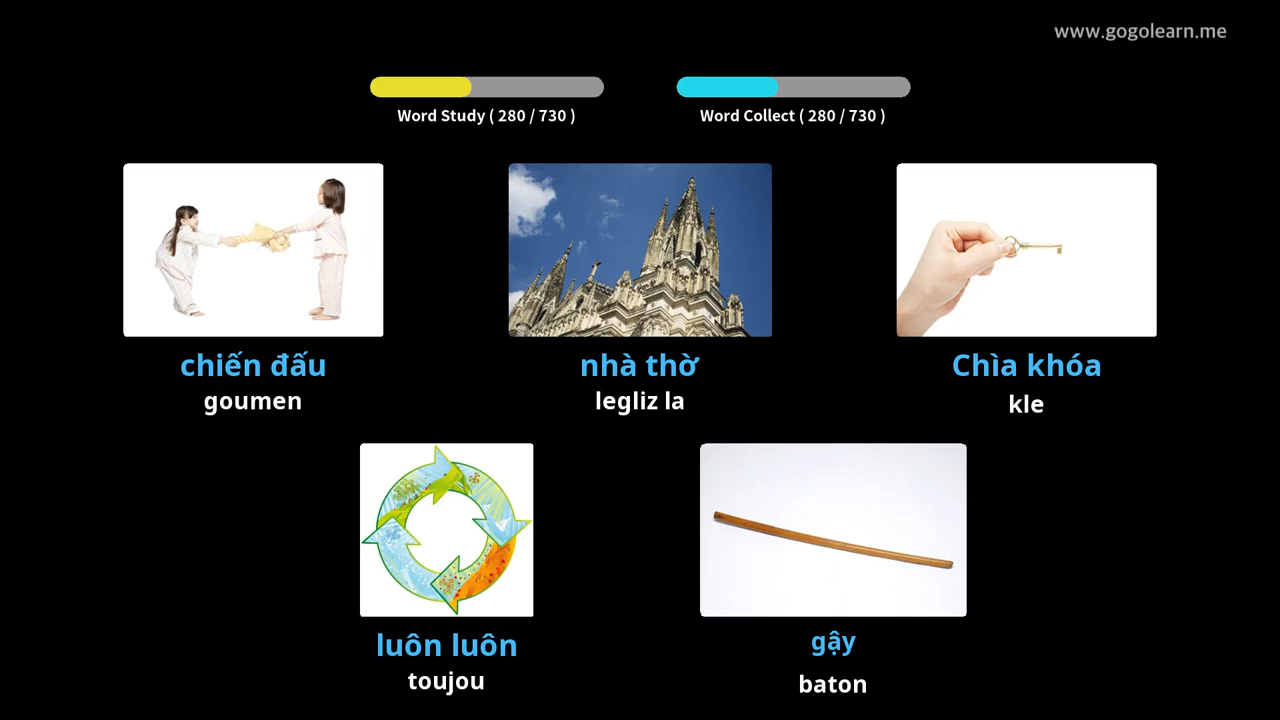 www.gogolearn.me
Word Study ( 280 / 730 )
Word Collect ( 280 / 730 )
chiến đấu
goumen
nhà thờ
legliz la
Chìa khóa
kle
luôn luôn
toujou
gậy
baton